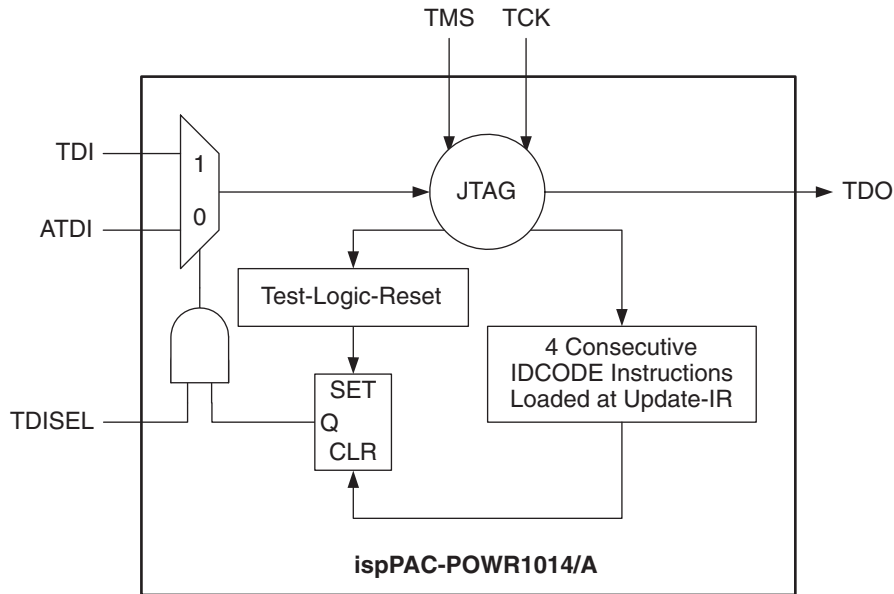 TMS
TCK
TDI
1
JTAG
TDO
ATDI
0
Test-Logic-Reset
4 Consecutive
IDCODE Instructions
Loaded at Update-IR
SET
TDISEL
Q
CLR
ispPAC-POWR1014/A